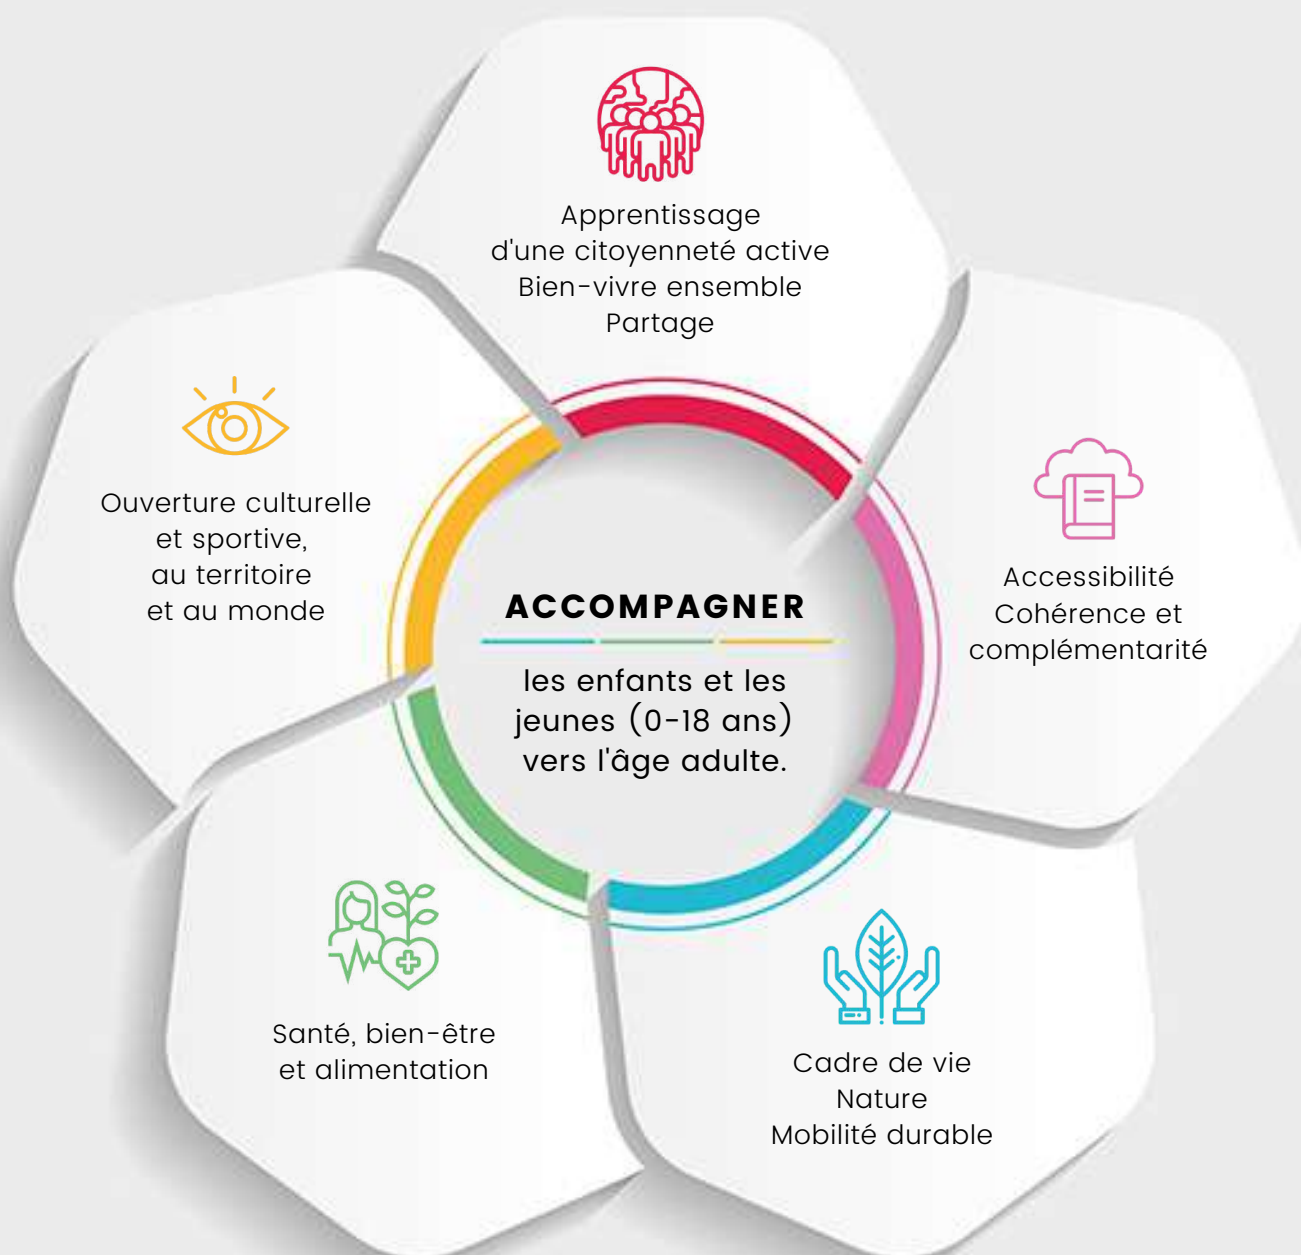 Apprentissage
d'une citoyenneté active
Bien-vivre ensemble
Partage
Ouverture culturelle
et sportive,
au territoire
et au monde
Accessibilité
Cohérence et
complémentarité
ACCOMPAGNER
les enfants et les
jeunes (0-18 ans)
vers l'âge adulte.
Santé, bien-être
et alimentation
Cadre de vie
Nature
Mobilité durable